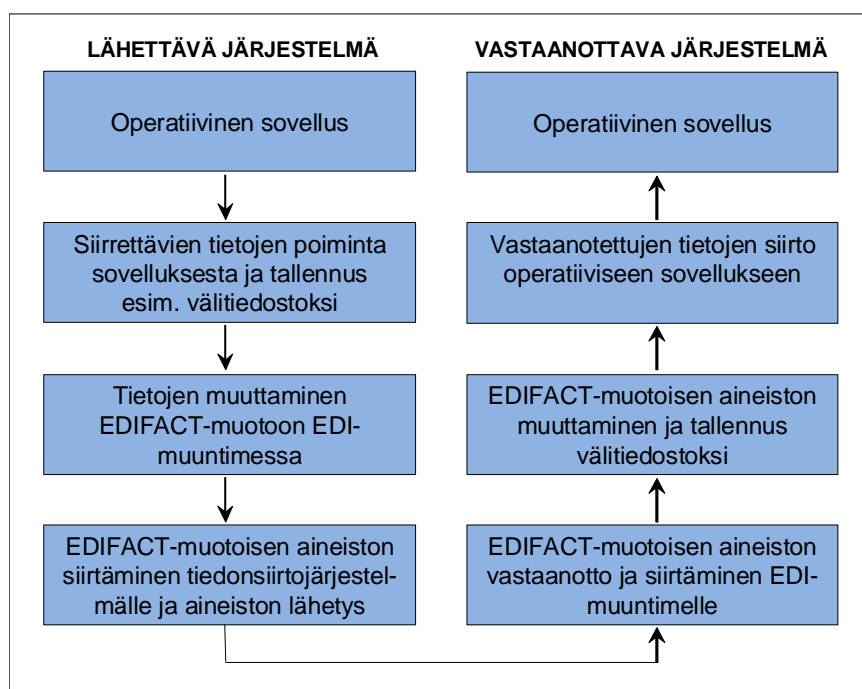 LÄHETTÄVÄ JÄRJESTELMÄ
Operatiivinen sovellus
Siirrettävien tietojen poiminta
sovelluksesta ja tallennus
esim. välitiedostoksi
Tietojen muuttaminen
EDIFACT-muotoon EDI-
muuntimessa
EDIFACT-muotoisen aineiston
siirtäminen tiedonsiirtojärjestel-
mälle ja aineiston lähetys
VASTAANOTTAVA JÄRJESTELMÄ
Operatiivinen sovellus
Vastaanotettujen tietojen siirto
operatiiviseen sovellukseen
EDIFACT-muotoisen aineiston
muuttaminen ja tallennus
välitiedostoksi
EDIFACT-muotoisen aineiston
vastaanotto ja siirtäminen EDI-
muuntimelle